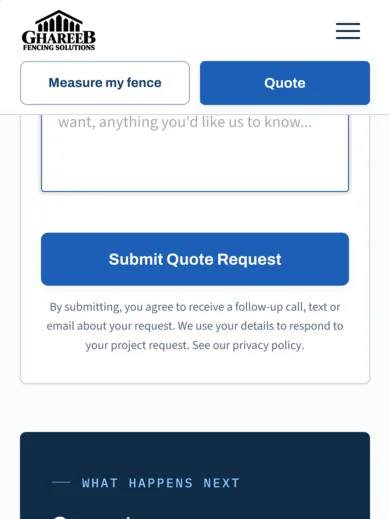 GHAREEB
FENCING SOLUTIONS
Measure my fence
Quote
want, anything you'd like us to know...
Submit Quote Request
By submitting, you agree to receive a follow-up call, text or
email about your request. We use your details to respond to
your project request. See our privacy policy.
WHAT HAPPENS NEXT